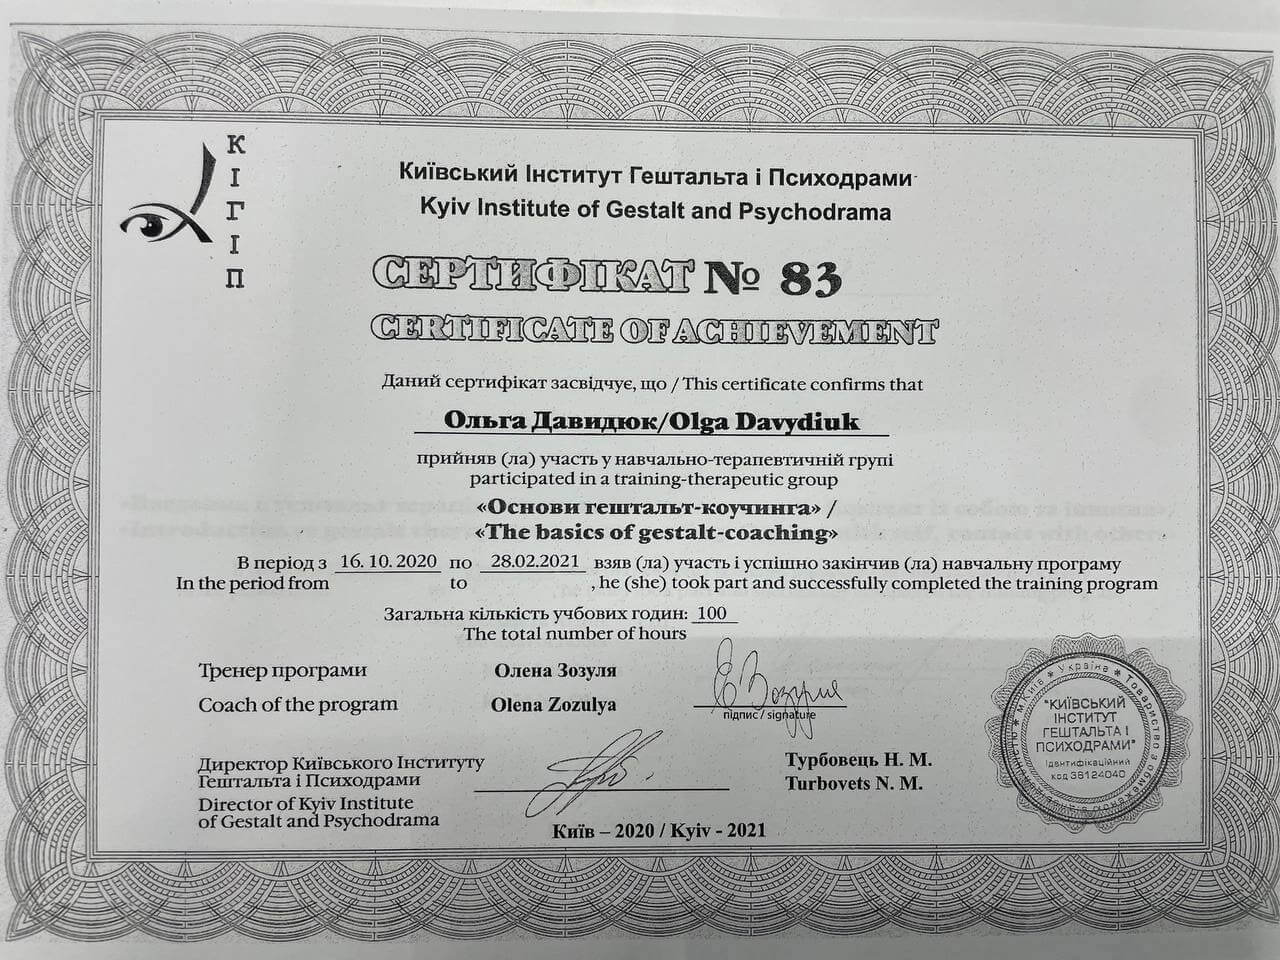 КІГІП
Київський Інститут Гештальта і Психодрами
Kyiv Institute of Gestalt and Psychodrama
СЕРТИФІКАТ № 83
CERTIFICATE OF ACHIEVEMENT
Даний сертифікат засвідчує, що / This certificate confirms that
Ольга Давидюк/Olga Davydiuk
прийняв (ла) участь у навчально-терапевтичній групі
participated in a training-therapeutic group
«Основи гештальт-коучинга» /
«The basics of gestalt-coaching»
В період з 16. 10. 2020 по 28.02.2021 взяв (ла) участь і успішно закінчив (ла) навчальну програму
In the period from to , he (she) took part and successfully completed the training program
Загальна кількість учбових годин: 100
The total number of hours
Тренер програми Олена Зозуля
Coach of the program Olena Zozulya
підпис / signature
Директор Київського Інституту
Гештальта і Психодрами
Director of Kyiv Institute
of Gestalt and Psychodrama
Турбовець Н. М.
Turbovets N. M.
Київ – 2020 / Kyiv - 2021
м.Київ * Україна * Товариство з обмеженою відповідальністю *
"КИЇВСЬКИЙ
ІНСТИТУТ
ГЕШТАЛЬТА І
ПСИХОДРАМИ"
Ідентифікаційний
код 38124040